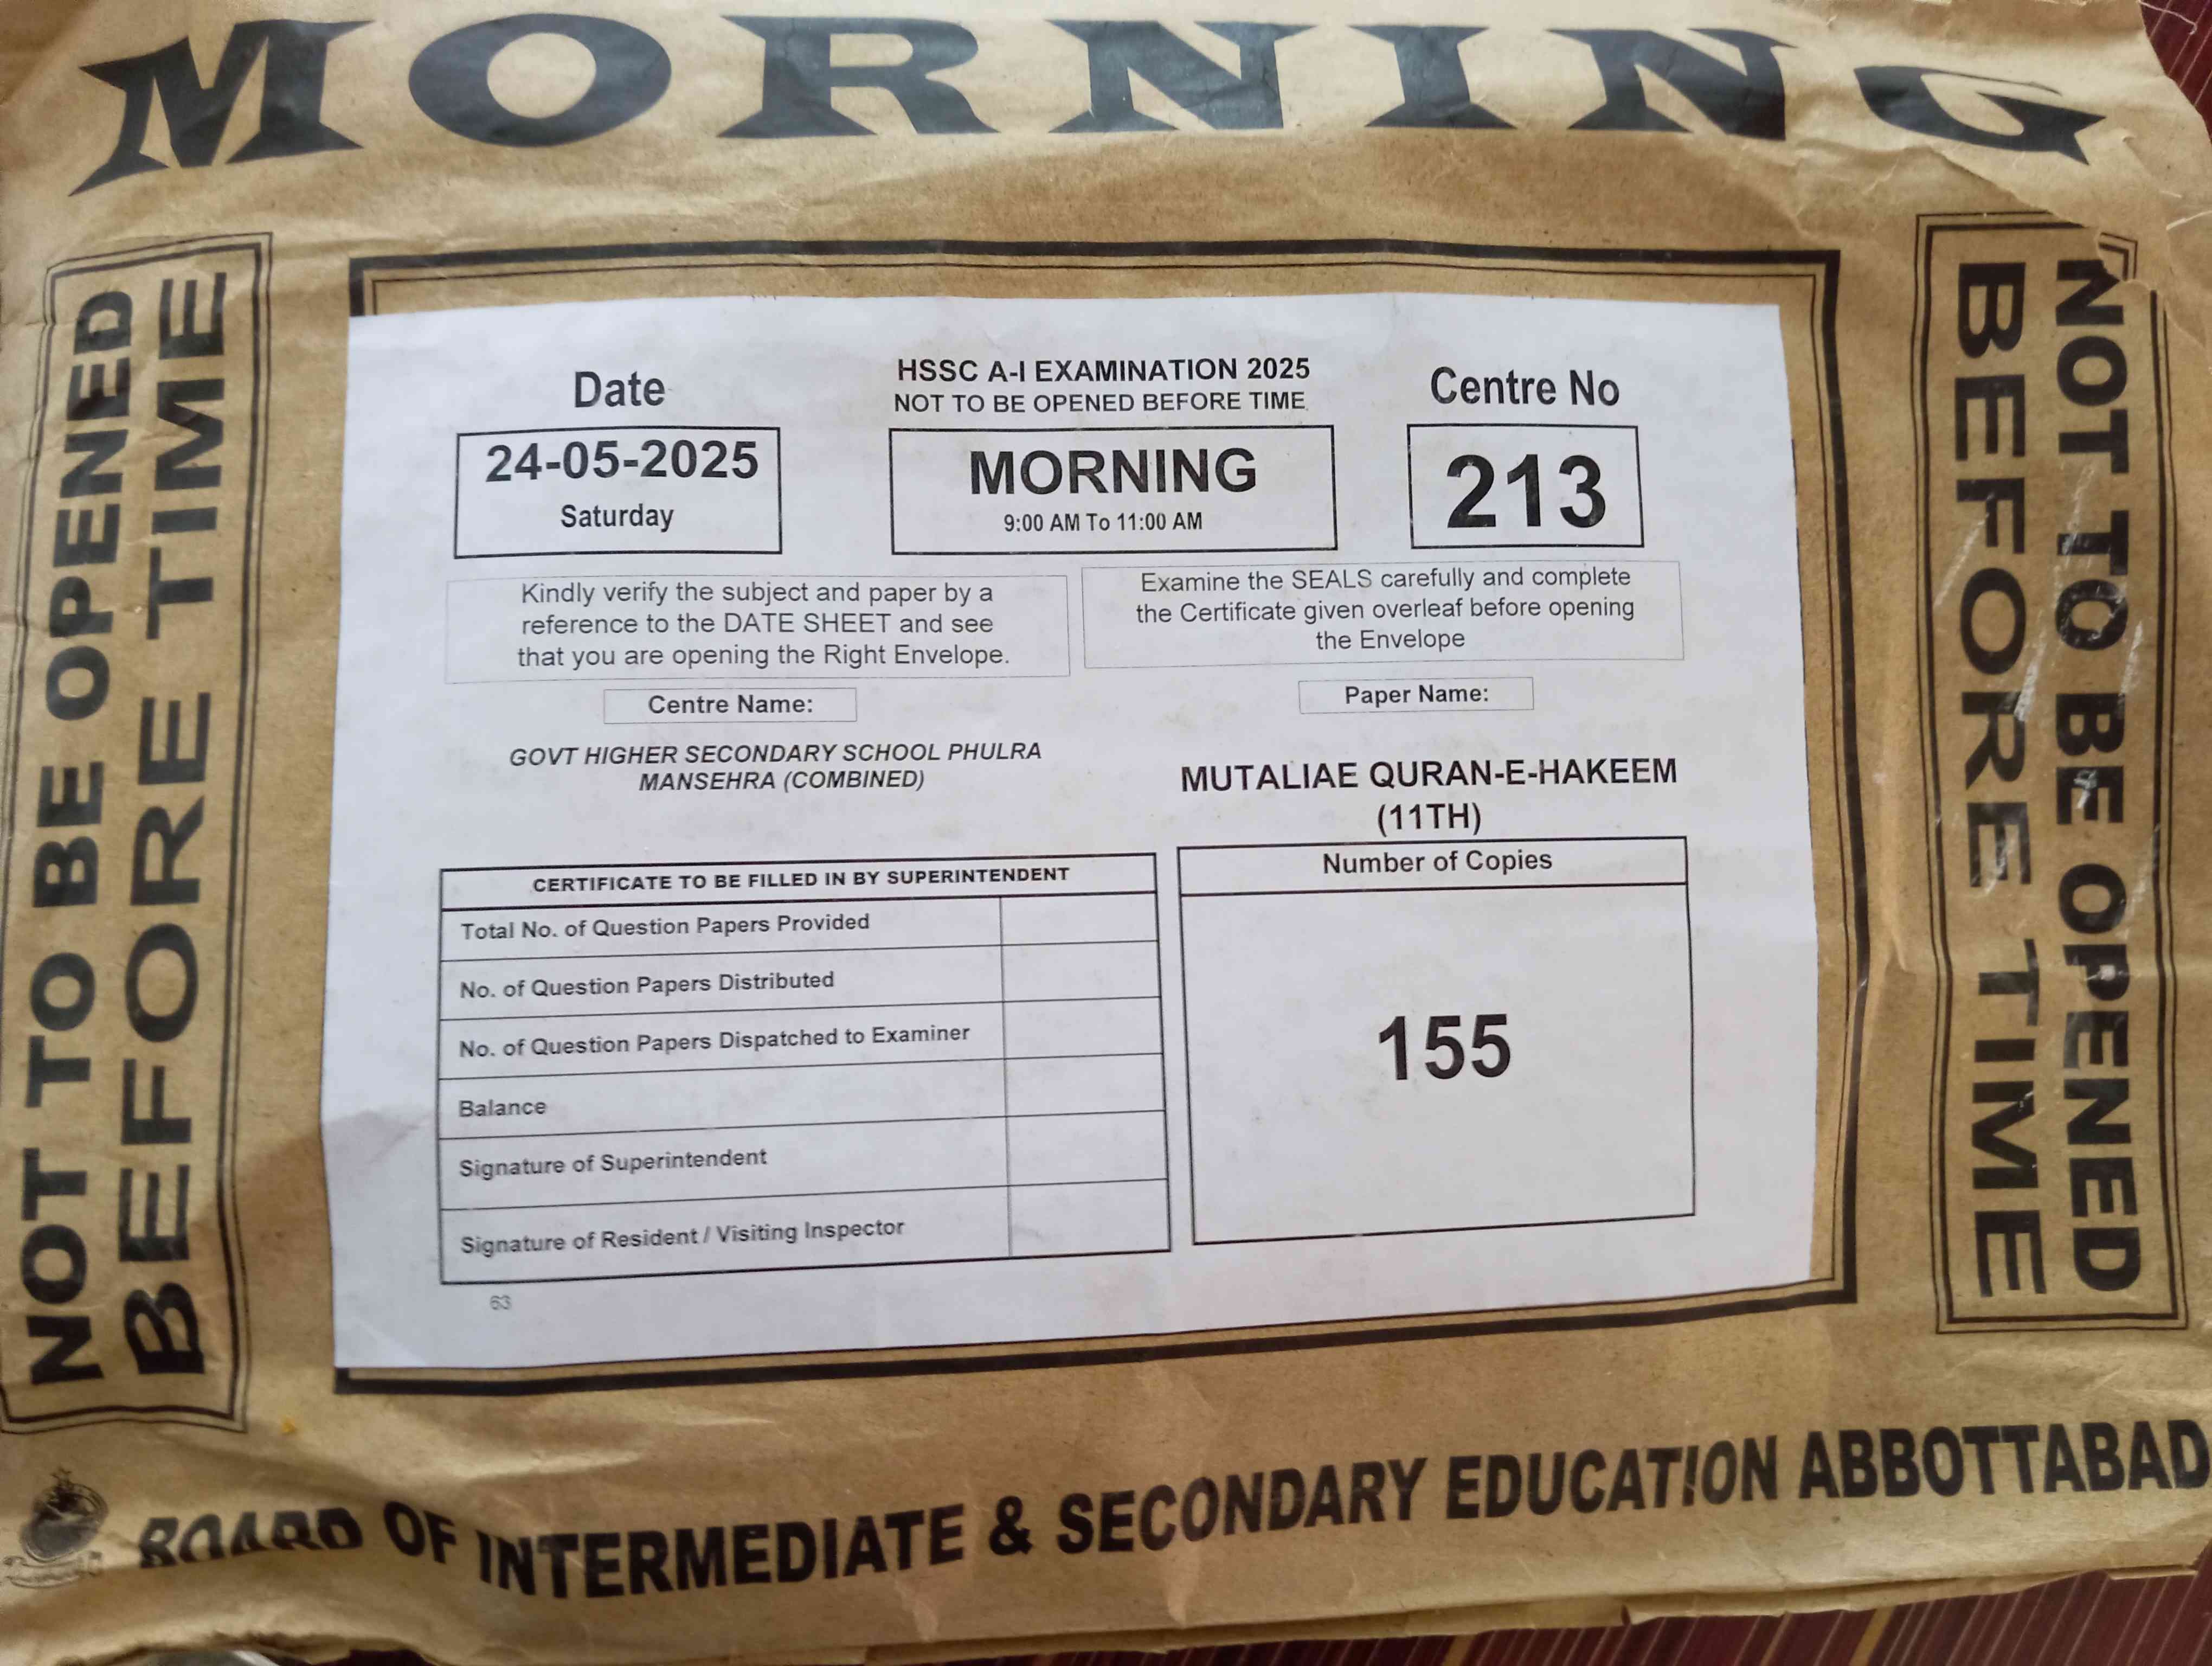 MORNING
NOT TO BE OPENED
BEFORE TIME
Date
24-05-2025
Saturday
HSSC A-I EXAMINATION 2025
NOT TO BE OPENED BEFORE TIME
MORNING
9:00 AM To 11:00 AM
Centre No
213
Kindly verify the subject and paper by a
reference to the DATE SHEET and see
that you are opening the Right Envelope.
Examine the SEALS carefully and complete
the Certificate given overleaf before opening
the Envelope
Centre Name:
GOVT HIGHER SECONDARY SCHOOL PHULRA
MANSEHRA (COMBINED)
Paper Name:
MUTALIAE QURAN-E-HAKEEM
(11TH)
CERTIFICATE TO BE FILLED IN BY SUPERINTENDENT
Total No. of Question Papers Provided
No. of Question Papers Distributed
No. of Question Papers Dispatched to Examiner
Balance
Signature of Superintendent
Signature of Resident / Visiting Inspector
Number of Copies
155
63
NOT TO BE OPENED
BEFORE TIME
BOARD OF INTERMEDIATE & SECONDARY EDUCATION ABBOTTABAD